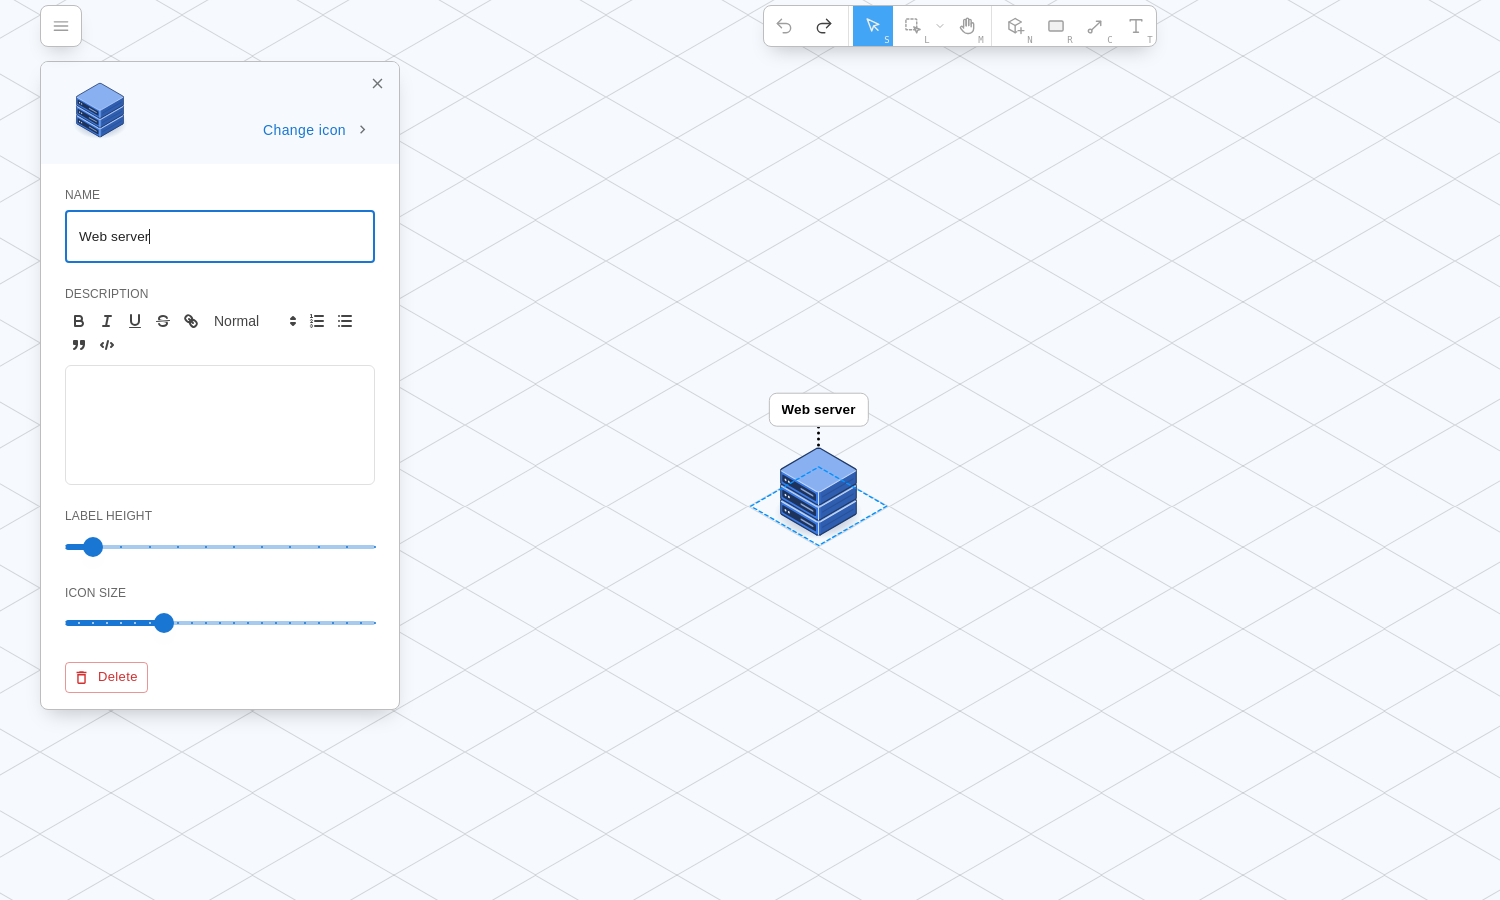 S
L
M
N
R
C
T
Change icon
NAME
Web server
DESCRIPTION
Normal
LABEL HEIGHT
ICON SIZE
Delete
Web server